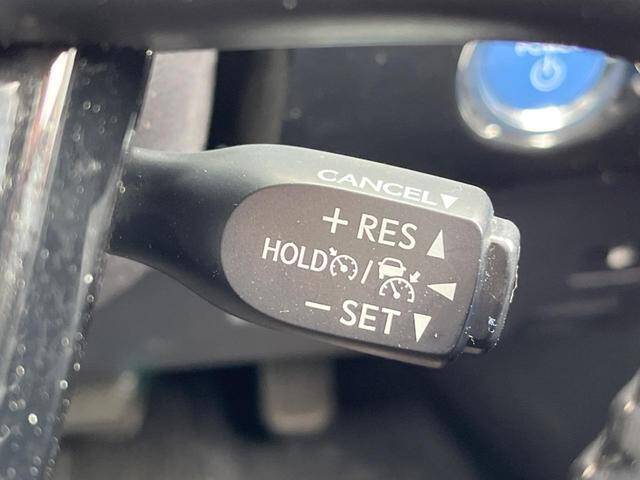 CANCEL▼
+ RES ▲
HOLD /
− SET ▼